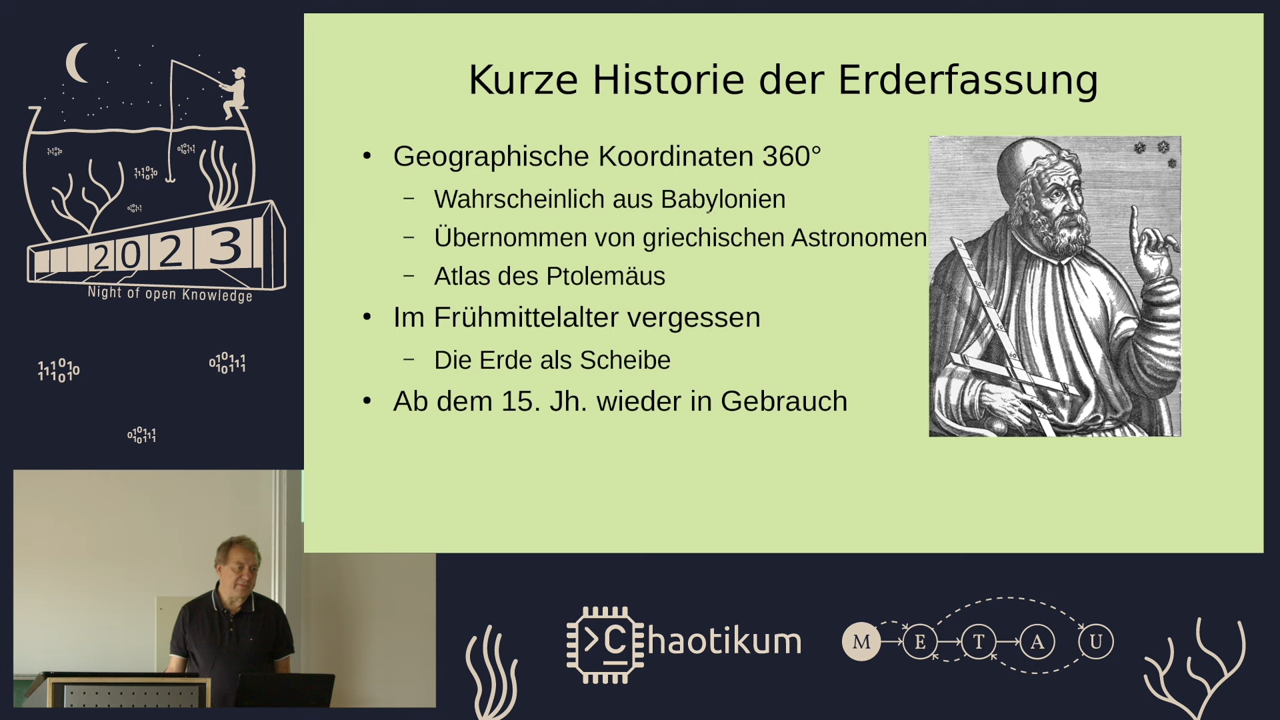 Kurze Historie der Erderfassung
• Geographische Koordinaten 360°
– Wahrscheinlich aus Babylonien
– Übernommen von griechischen Astronomen
– Atlas des Ptolemäus
• Im Frühmittelalter vergessen
– Die Erde als Scheibe
• Ab dem 15. Jh. wieder in Gebrauch
2023
Night of open Knowledge
>Chaotikum
M E T A U